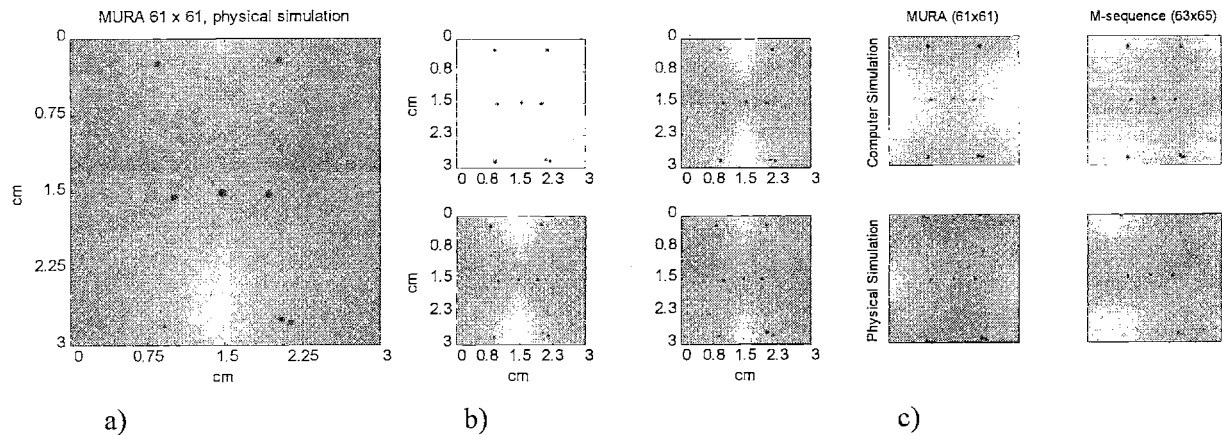 MURA 61 x 61, physical simulation
0
0.75
1.5
2.25
3
cm
0 0.75 1.5 2.25 3
cm
a)
0
0.8
1.5
2.3
3
cm
0 0.8 1.5 2.3 3
0
0.8
1.5
2.3
3
0 0.8 1.5 2.3 3
0
0.8
1.5
2.3
3
cm
0 0.8 1.5 2.3 3
cm
0
0.8
1.5
2.3
3
0 0.8 1.5 2.3 3
cm
b)
MURA (61x61)
M-sequence (63x65)
Computer Simulation
Physical Simulation
c)